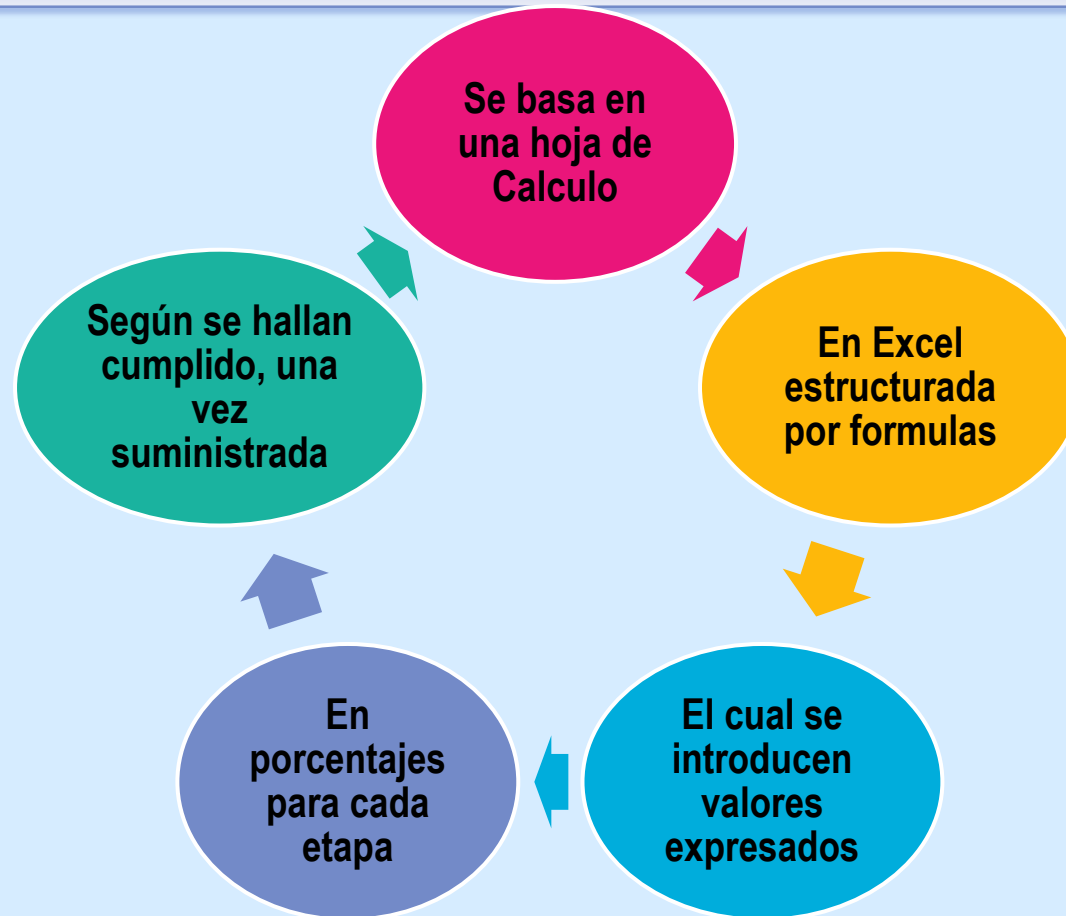 Se basa en
una hoja de
Calculo
En Excel
estructurada
por formulas
El cual se
introducen
valores
expresados
En
porcentajes
para cada
etapa
Según se hallan
cumplido, una
vez
suministrada